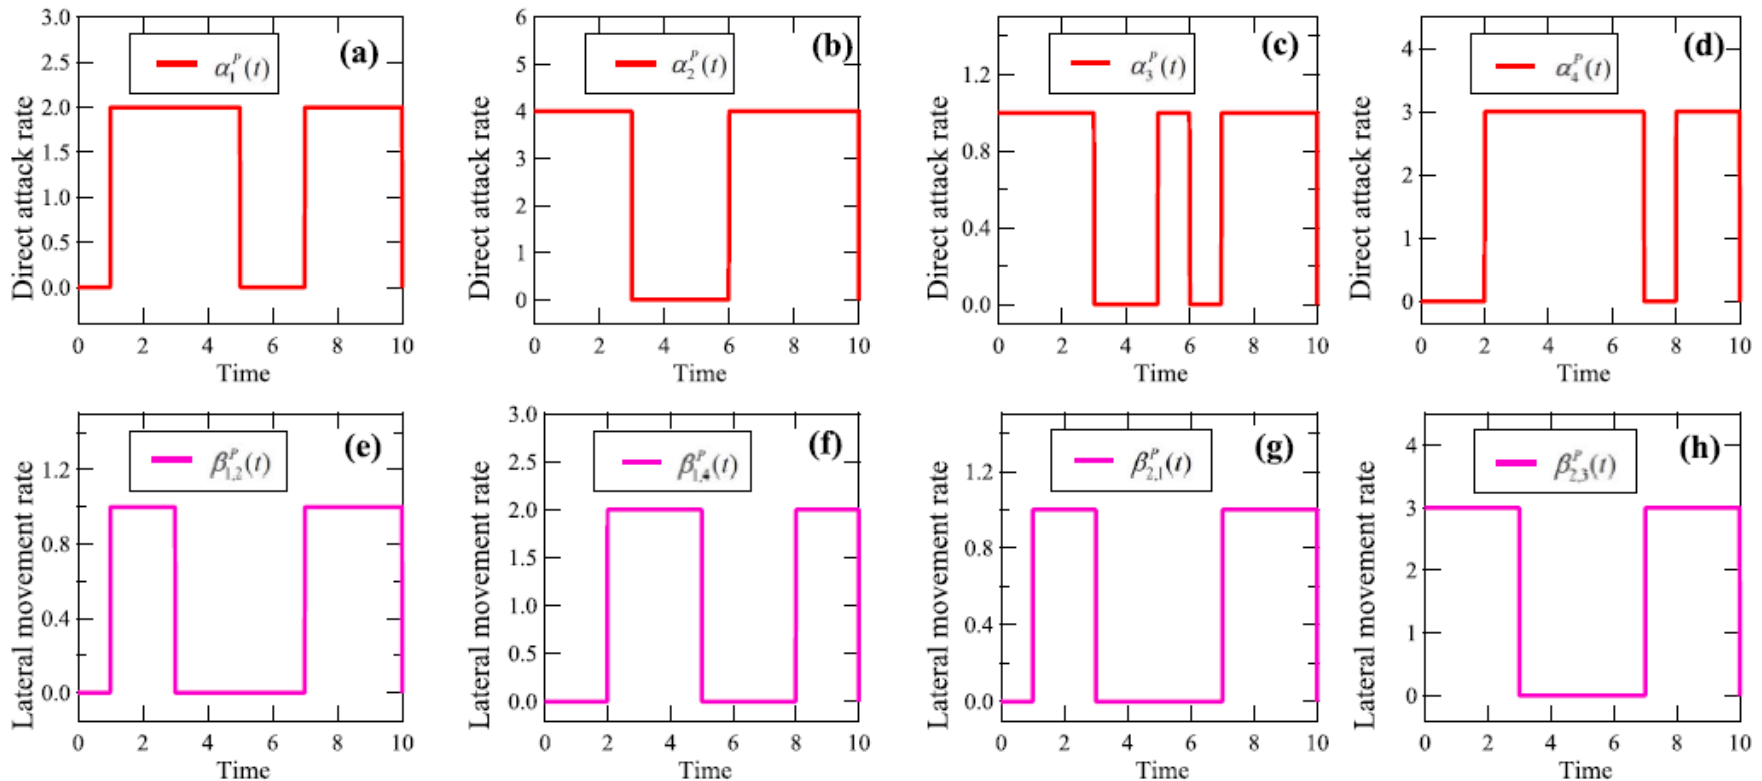 (a)
α₁ᴾ(t)
Direct attack rate
3.0
2.5
2.0
1.5
1.0
0.5
0.0
0 2 4 6 8 10
Time
(b)
α₂ᴾ(t)
Direct attack rate
6
5
4
3
2
1
0
0 2 4 6 8 10
Time
(c)
α₃ᴾ(t)
Direct attack rate
1.2
0.8
0.4
0.0
0 2 4 6 8 10
Time
(d)
α₄ᴾ(t)
Direct attack rate
4
3
2
1
0
0 2 4 6 8 10
Time
(e)
β₁,₂ᴾ(t)
Lateral movement rate
1.2
0.8
0.4
0.0
0 2 4 6 8 10
Time
(f)
β₁,₄ᴾ(t)
Lateral movement rate
3.0
2.5
2.0
1.5
1.0
0.5
0.0
0 2 4 6 8 10
Time
(g)
β₂,₁ᴾ(t)
Lateral movement rate
1.2
0.8
0.4
0.0
0 2 4 6 8 10
Time
(h)
β₂,₃ᴾ(t)
Lateral movement rate
4
3
2
1
0
0 2 4 6 8 10
Time